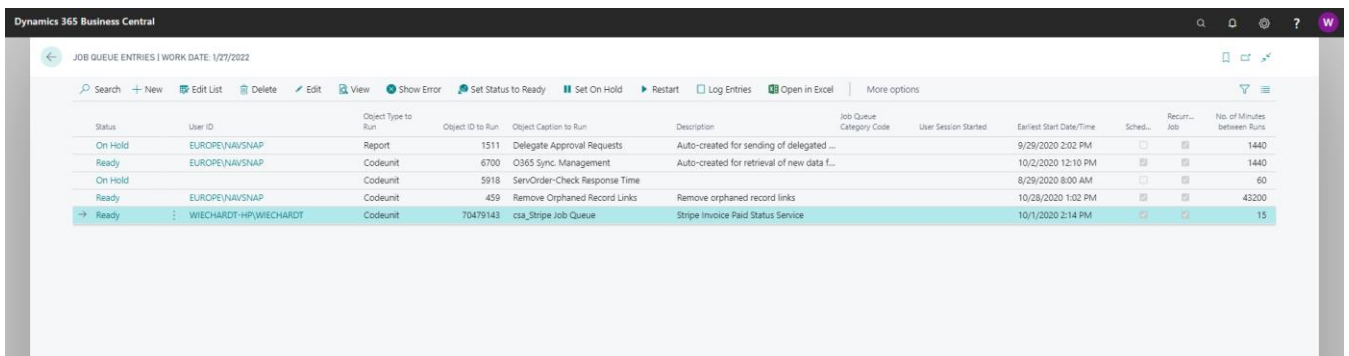 Dynamics 365 Business Central
? W
JOB QUEUE ENTRIES | WORK DATE: 1/27/2022
Search New Edit List Delete Edit View Show Error Set Status to Ready Set On Hold Restart Log Entries Open in Excel More options
Status User ID Object Type to Run Object ID to Run Object Caption to Run Description Job Queue Category Code User Session Started Earliest Start Date/Time Sched... Recurr... Job No. of Minutes between Runs
On Hold EUROPE\NAVSNAP Report 1511 Delegate Approval Requests Auto-created for sending of delegated ... 9/29/2020 2:02 PM 1440
Ready EUROPE\NAVSNAP Codeunit 6700 O365 Sync. Management Auto-created for retrieval of new data f... 10/2/2020 12:10 PM 1440
On Hold Codeunit 5918 ServOrder-Check Response Time 8/29/2020 8:00 AM 60
Ready EUROPE\NAVSNAP Codeunit 459 Remove Orphaned Record Links Remove orphaned record links 10/28/2020 1:02 PM 43200
Ready WIECHARDT-HP\WIECHARDT Codeunit 70479143 csa_Stripe Job Queue Stripe Invoice Paid Status Service 10/1/2020 2:14 PM 15